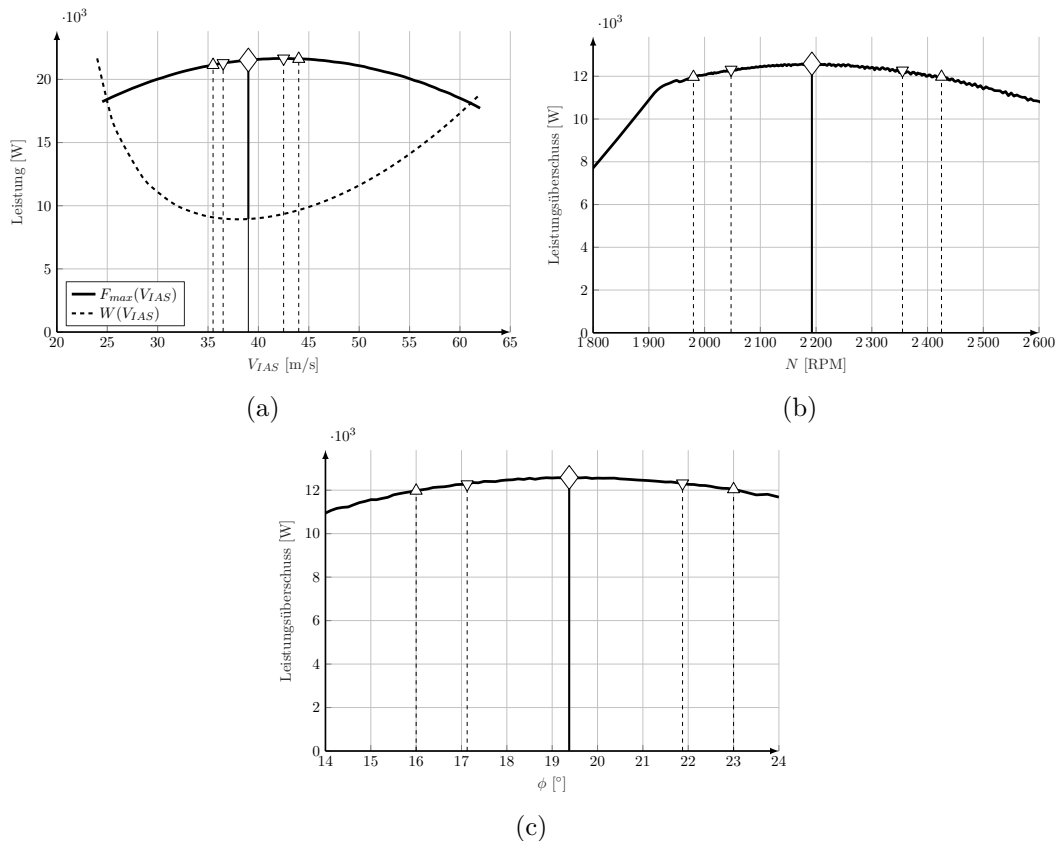 ·10³
20
15
10
5
0
Leistung [W]
F_max(V_IAS)
W(V_IAS)
20 25 30 35 40 45 50 55 60 65
V_IAS [m/s]
(a)
·10³
12
10
8
6
4
2
0
Leistungsüberschuss [W]
1 800 1 900 2 000 2 100 2 200 2 300 2 400 2 500 2 600
N [RPM]
(b)
·10³
12
10
8
6
4
2
0
Leistungsüberschuss [W]
14 15 16 17 18 19 20 21 22 23 24
ϕ [°]
(c)